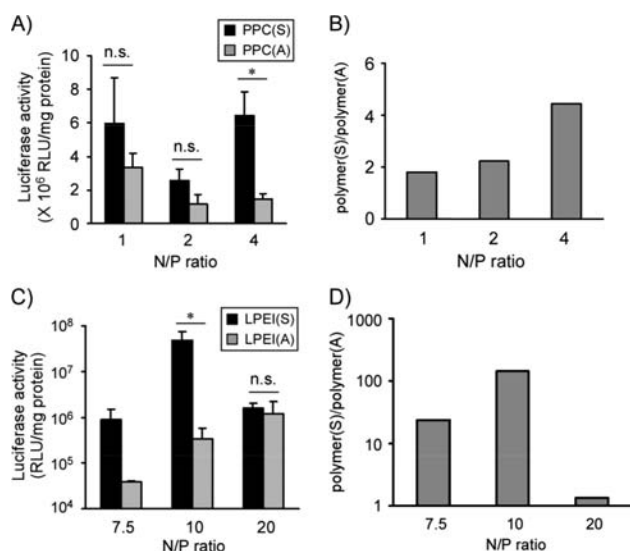 A)
PPC(S)
PPC(A)
Luciferase activity
(X 10⁶ RLU/mg protein)
10
8
6
4
2
0
n.s.
n.s.
*
1 2 4
N/P ratio
B)
polymer(S)/polymer(A)
6
4
2
0
1 2 4
N/P ratio
C)
LPEI(S)
LPEI(A)
Luciferase activity
(RLU/mg protein)
10⁸
10⁷
10⁶
10⁵
10⁴
*
n.s.
7.5 10 20
N/P ratio
D)
polymer(S)/polymer(A)
1000
100
10
1
7.5 10 20
N/P ratio